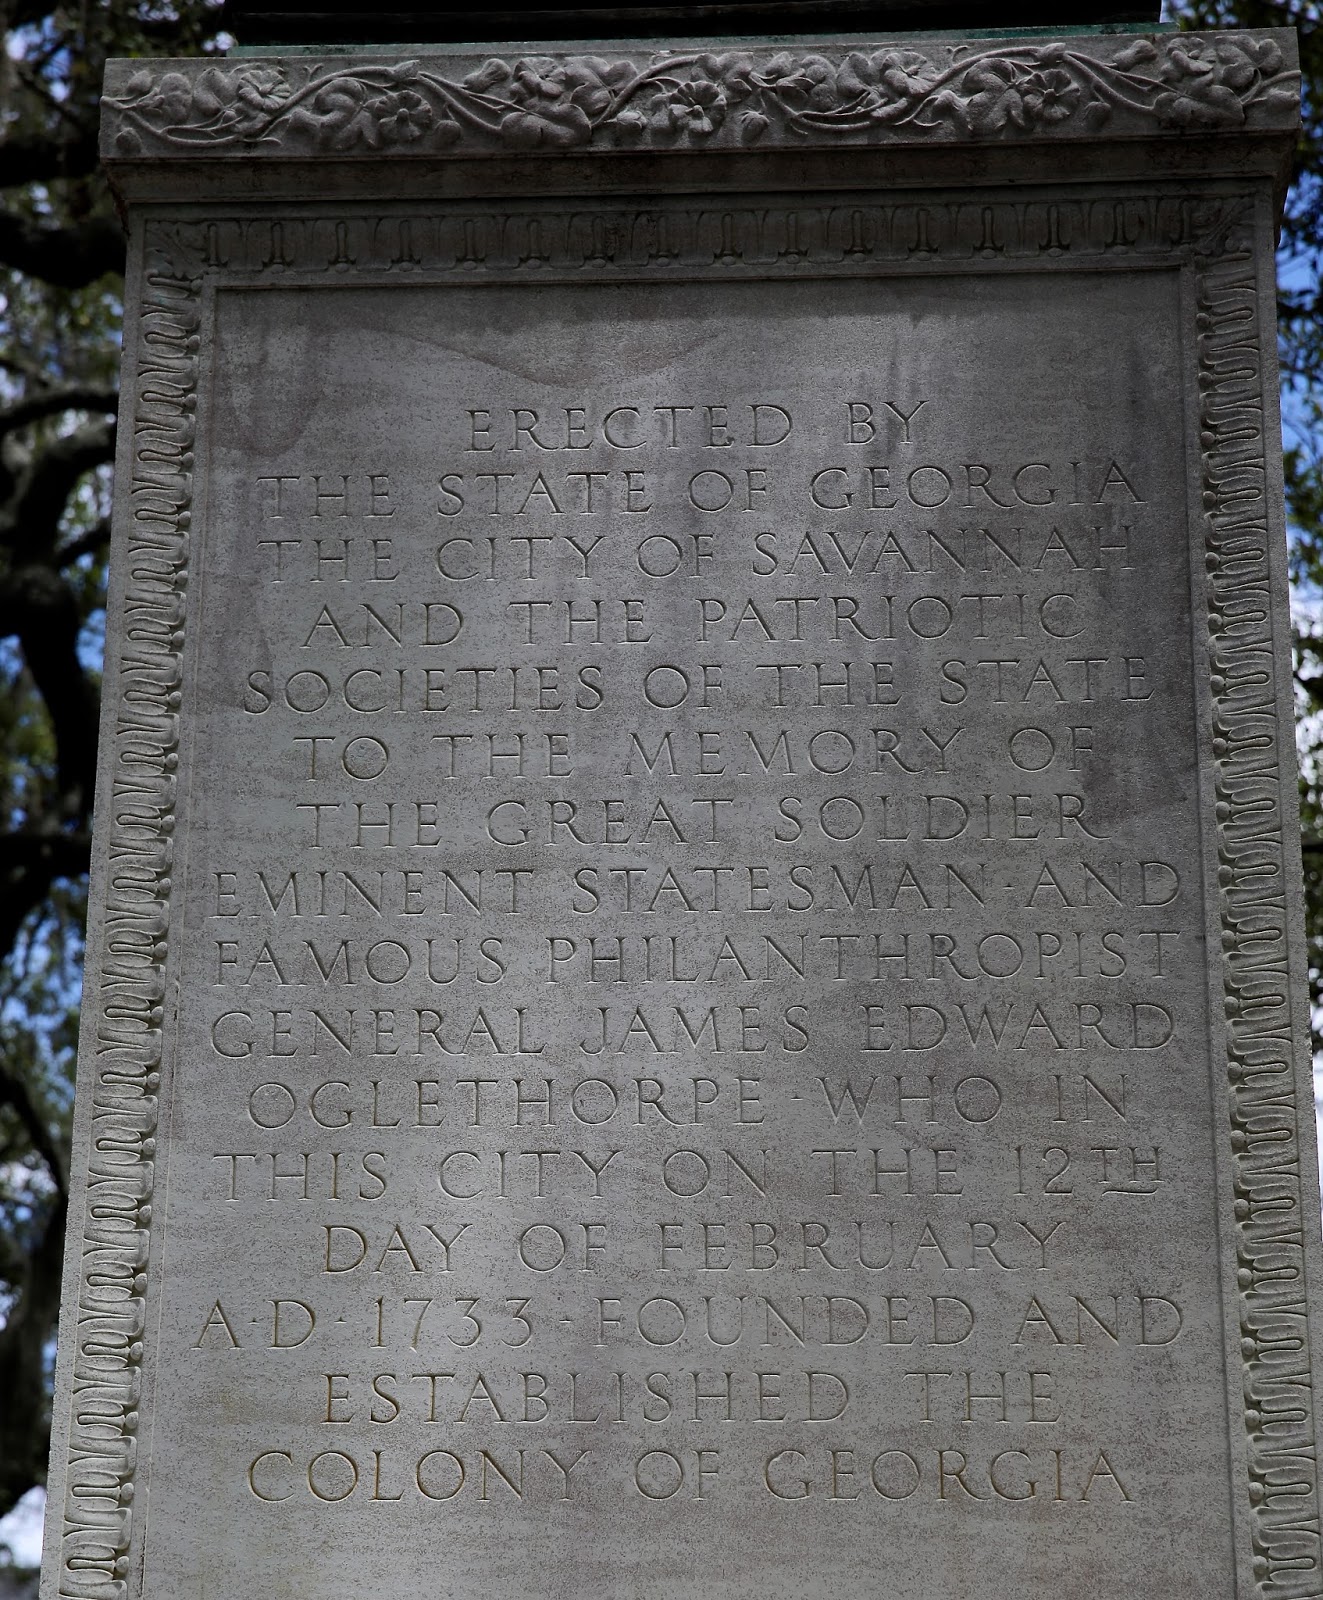 ERECTED BY
THE STATE OF GEORGIA
THE CITY OF SAVANNAH
AND THE PATRIOTIC
SOCIETIES OF THE STATE
TO THE MEMORY OF
THE GREAT SOLDIER
EMINENT STATESMAN·AND
FAMOUS PHILANTHROPIST
GENERAL JAMES EDWARD
OGLETHORPE·WHO IN
THIS CITY ON THE 12TH
DAY OF FEBRUARY
A·D·1733·FOUNDED AND
ESTABLISHED THE
COLONY OF GEORGIA